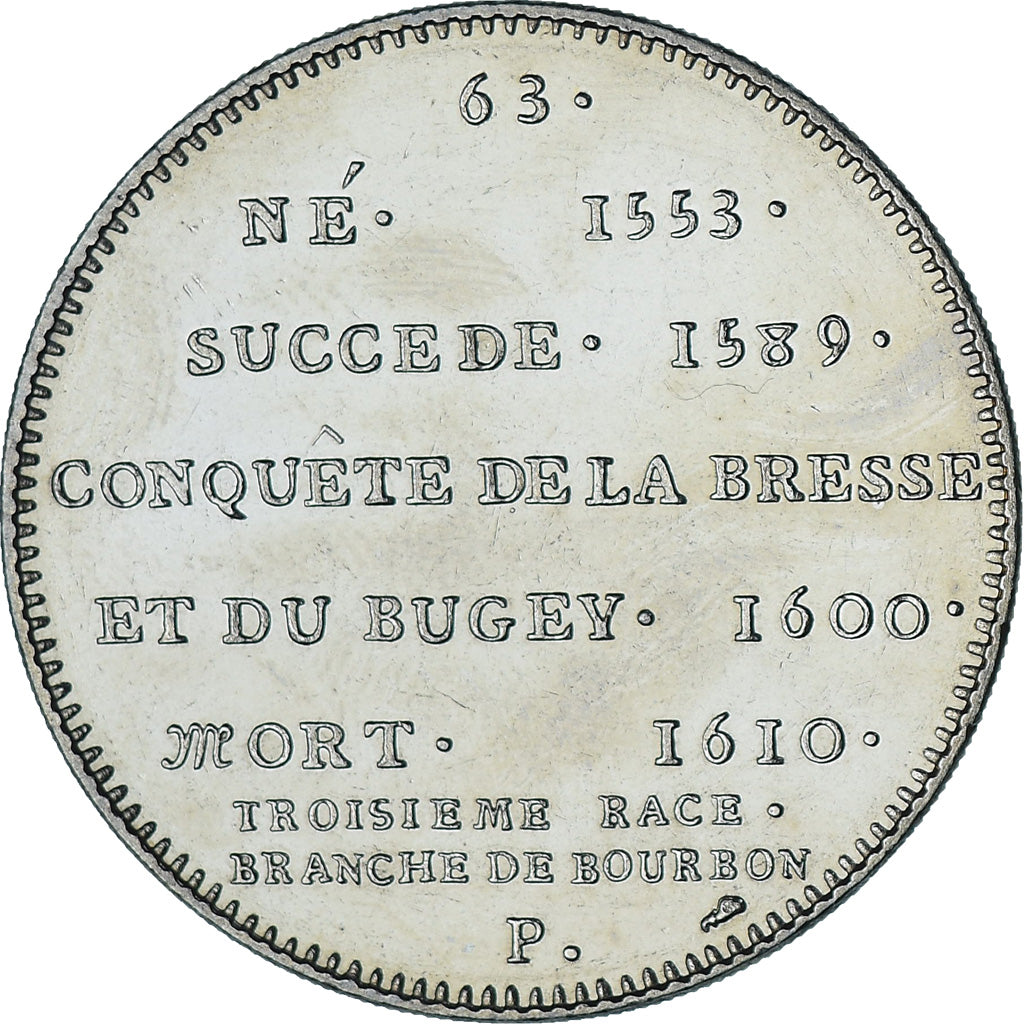 63.
NÉ. 1553.
SUCCEDE. 1589.
CONQUÊTE DE LA BRESSE
ET DU BUGEY. 1600.
MORT. 1610.
TROISIEME RACE.
BRANCHE DE BOURBON
P.